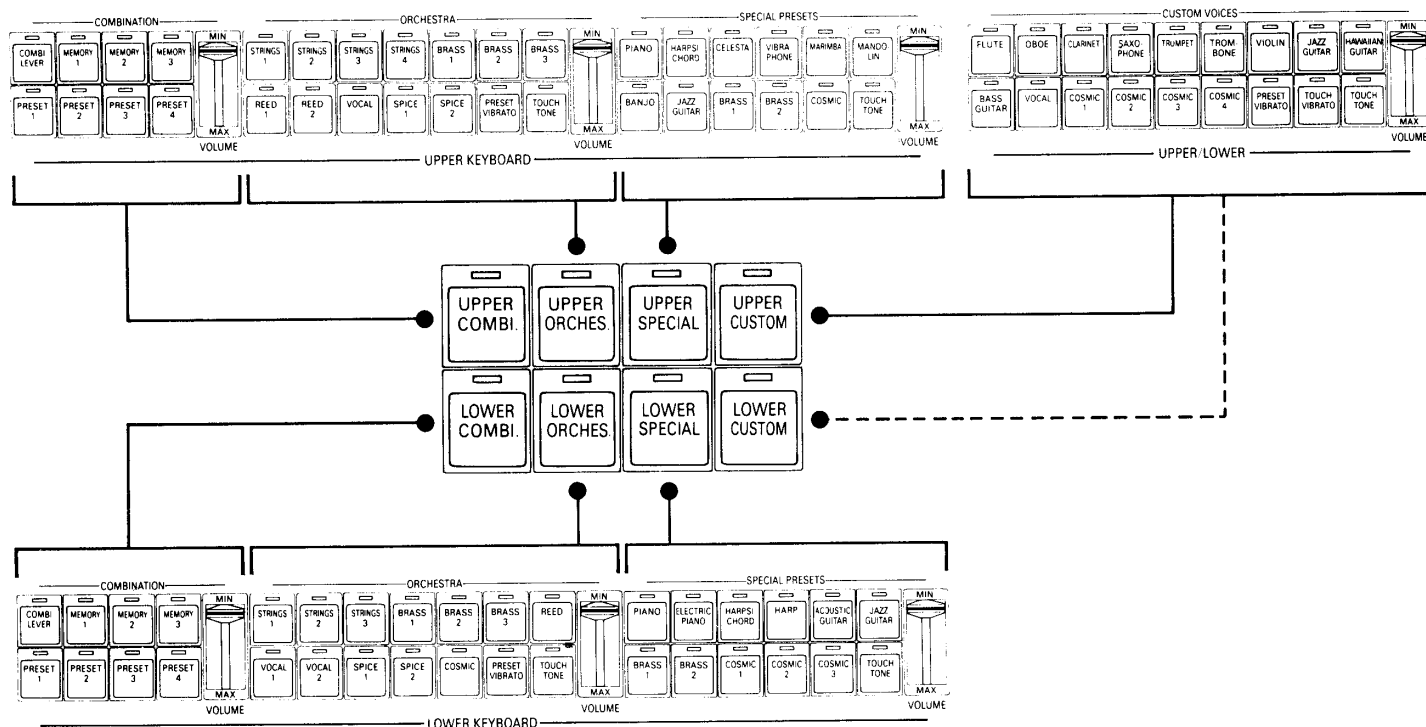 COMBINATION
COMBI LEVER
MEMORY 1
MEMORY 2
MEMORY 3
MIN
PRESET 1
PRESET 2
PRESET 3
PRESET 4
MAX
VOLUME
ORCHESTRA
STRINGS 1
STRINGS 2
STRINGS 3
STRINGS 4
BRASS 1
BRASS 2
BRASS 3
MIN
REED 1
REED 2
VOCAL
SPICE 1
SPICE 2
PRESET VIBRATO
TOUCH TONE
MAX
VOLUME
SPECIAL PRESETS
PIANO
HARPSI CHORD
CELESTA
VIBRA PHONE
MARIMBA
MANDO- LIN
MIN
BANJO
JAZZ GUITAR
BRASS 1
BRASS 2
COSMIC
TOUCH TONE
MAX
VOLUME
UPPER KEYBOARD
CUSTOM VOICES
FLUTE
OBOE
CLARINET
SAXO- PHONE
TRUMPET
TROM- BONE
VIOLIN
JAZZ GUITAR
HAWAIIAN GUITAR
MIN
BASS GUITAR
VOCAL
COSMIC 1
COSMIC 2
COSMIC 3
COSMIC 4
PRESET VIBRATO
TOUCH VIBRATO
TOUCH TONE
MAX
VOLUME
UPPER/LOWER
UPPER COMBI.
UPPER ORCHES.
UPPER SPECIAL
UPPER CUSTOM
LOWER COMBI.
LOWER ORCHES.
LOWER SPECIAL
LOWER CUSTOM
COMBINATION
COMBI LEVER
MEMORY 1
MEMORY 2
MEMORY 3
MIN
PRESET 1
PRESET 2
PRESET 3
PRESET 4
MAX
VOLUME
ORCHESTRA
STRINGS 1
STRINGS 2
STRINGS 3
BRASS 1
BRASS 2
BRASS 3
REED
MIN
VOCAL 1
VOCAL 2
SPICE 1
SPICE 2
COSMIC
PRESET VIBRATO
TOUCH TONE
MAX
VOLUME
SPECIAL PRESETS
PIANO
ELECTRIC PIANO
HARPSI CHORD
HARP
ACOUSTIC GUITAR
JAZZ GUITAR
MIN
BRASS 1
BRASS 2
COSMIC 1
COSMIC 2
COSMIC 3
TOUCH TONE
MAX
VOLUME
LOWER KEYBOARD